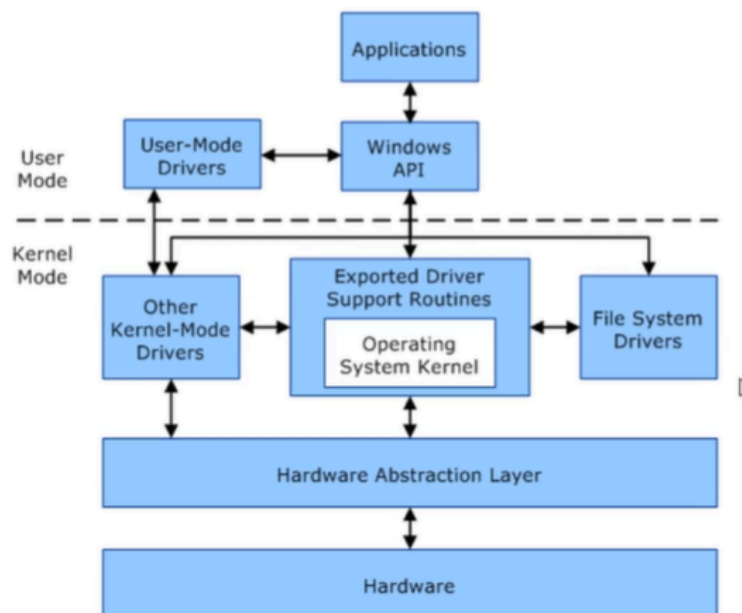 Applications
User-Mode
Drivers
Windows
API
User
Mode
Kernel
Mode
Other
Kernel-Mode
Drivers
Exported Driver
Support Routines
Operating
System Kernel
File System
Drivers
Hardware Abstraction Layer
Hardware